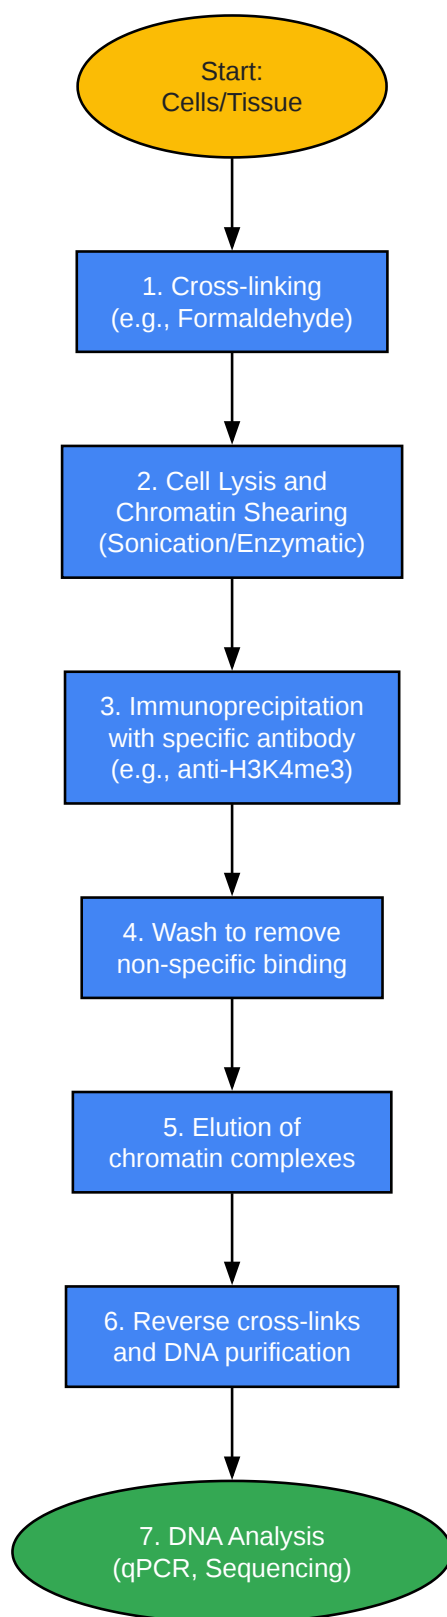 Start:
Cells/Tissue
1. Cross-linking
(e.g., Formaldehyde)
2. Cell Lysis and
Chromatin Shearing
(Sonication/Enzymatic)
3. Immunoprecipitation
with specific antibody
(e.g., anti-H3K4me3)
4. Wash to remove
non-specific binding
5. Elution of
chromatin complexes
6. Reverse cross-links
and DNA purification
7. DNA Analysis
(qPCR, Sequencing)